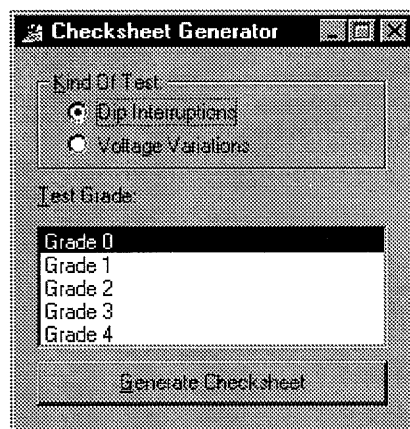 Checksheet Generator
Kind Of Test:
Dip Interruptions
Voltage Variations
Test Grade:
Grade 0
Grade 1
Grade 2
Grade 3
Grade 4
Generate Checksheet